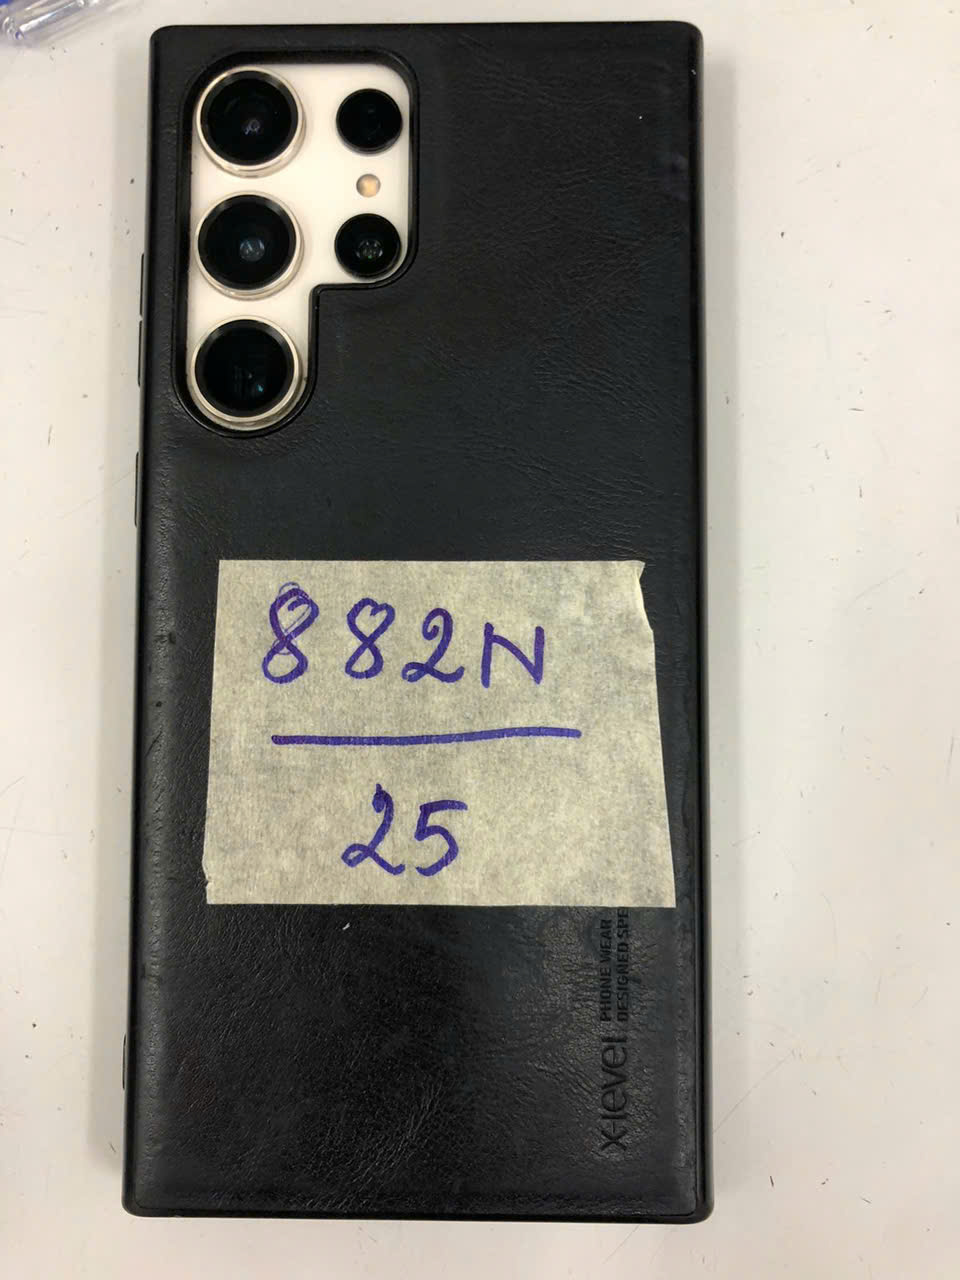 882N
25
X-level
PHONE WEAR
DESIGNED SPE